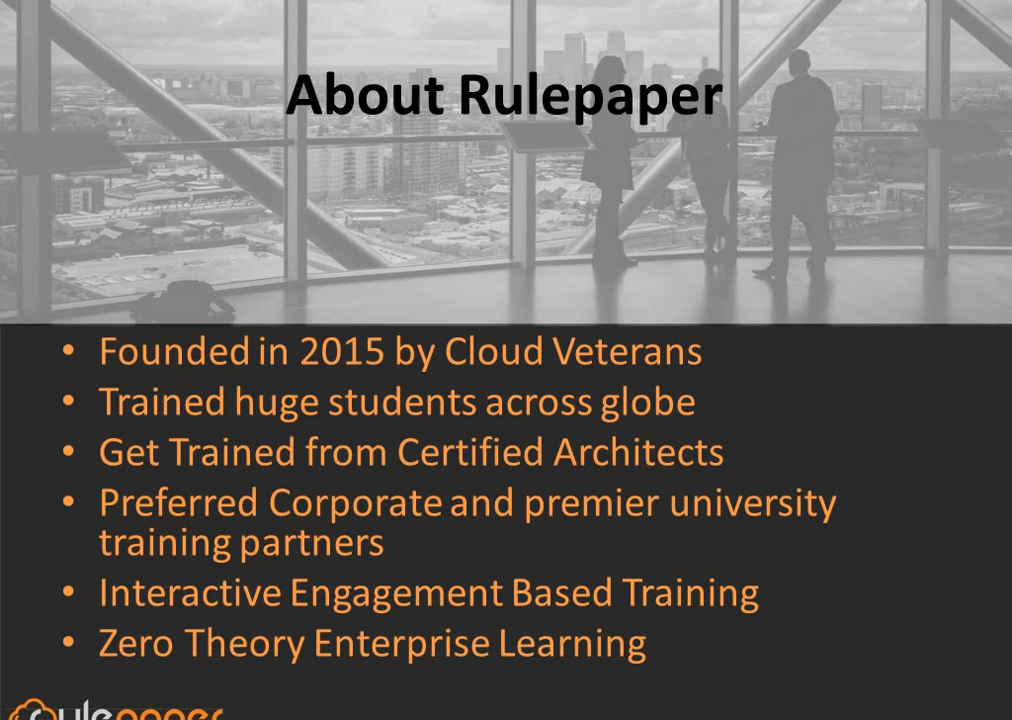 About Rulepaper
• Founded in 2015 by Cloud Veterans
• Trained huge students across globe
• Get Trained from Certified Architects
• Preferred Corporate and premier university
training partners
• Interactive Engagement Based Training
• Zero Theory Enterprise Learning
rulepaper